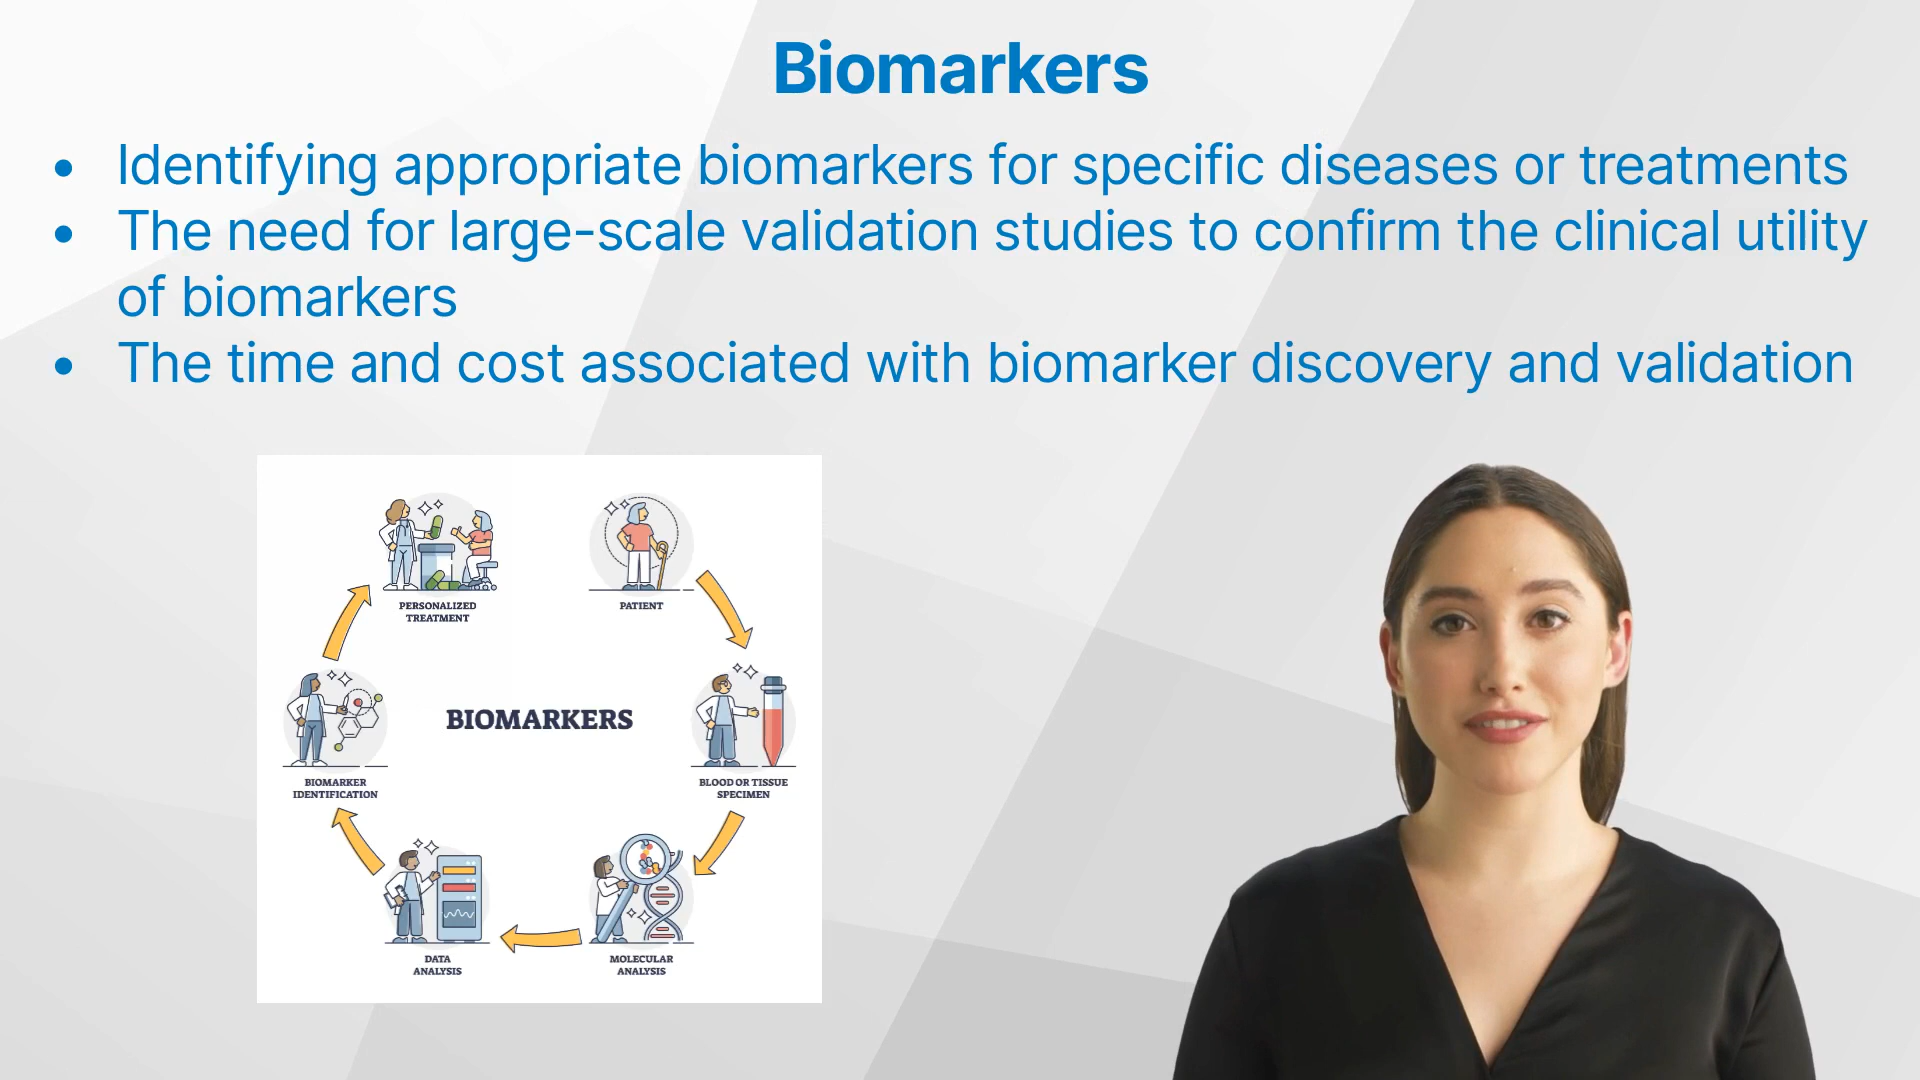 Biomarkers
• Identifying appropriate biomarkers for specific diseases or treatments
• The need for large-scale validation studies to confirm the clinical utility
of biomarkers
• The time and cost associated with biomarker discovery and validation
PERSONALIZED
TREATMENT
PATIENT
BIOMARKERS
BIOMARKER
IDENTIFICATION
BLOOD OR TISSUE
SPECIMEN
DATA
ANALYSIS
MOLECULAR
ANALYSIS